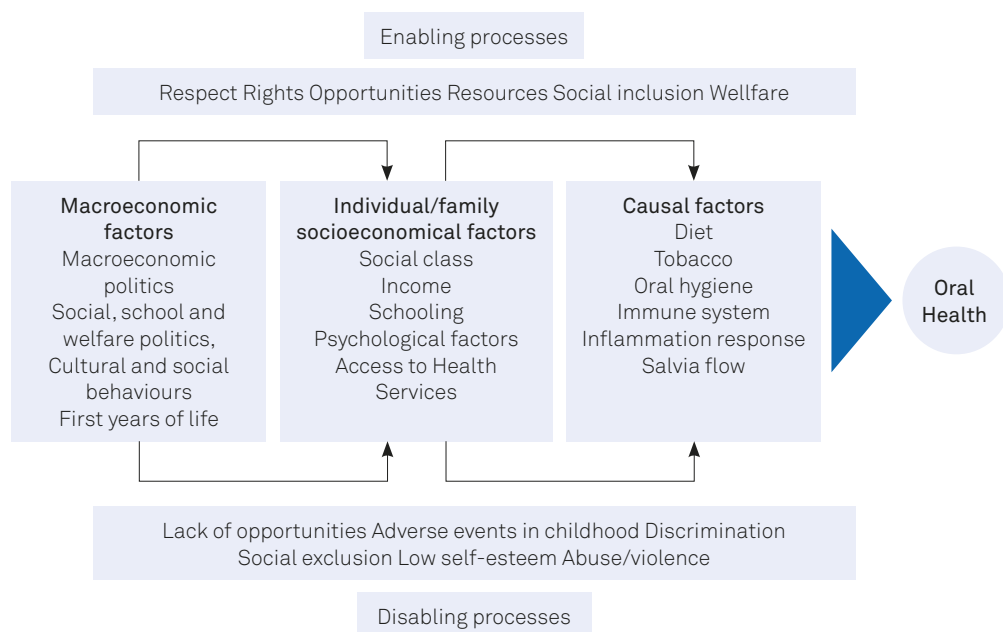 Enabling processes
Respect Rights Opportunities Resources Social inclusion Wellfare
Macroeconomic
factors
Macroeconomic
politics
Social, school and
welfare politics,
Cultural and social
behaviours
First years of life
Individual/family
socioeconomical factors
Social class
Income
Schooling
Psychological factors
Access to Health
Services
Causal factors
Diet
Tobacco
Oral hygiene
Immune system
Inflammation response
Salvia flow
Oral
Health
Lack of opportunities Adverse events in childhood Discrimination
Social exclusion Low self-esteem Abuse/violence
Disabling processes